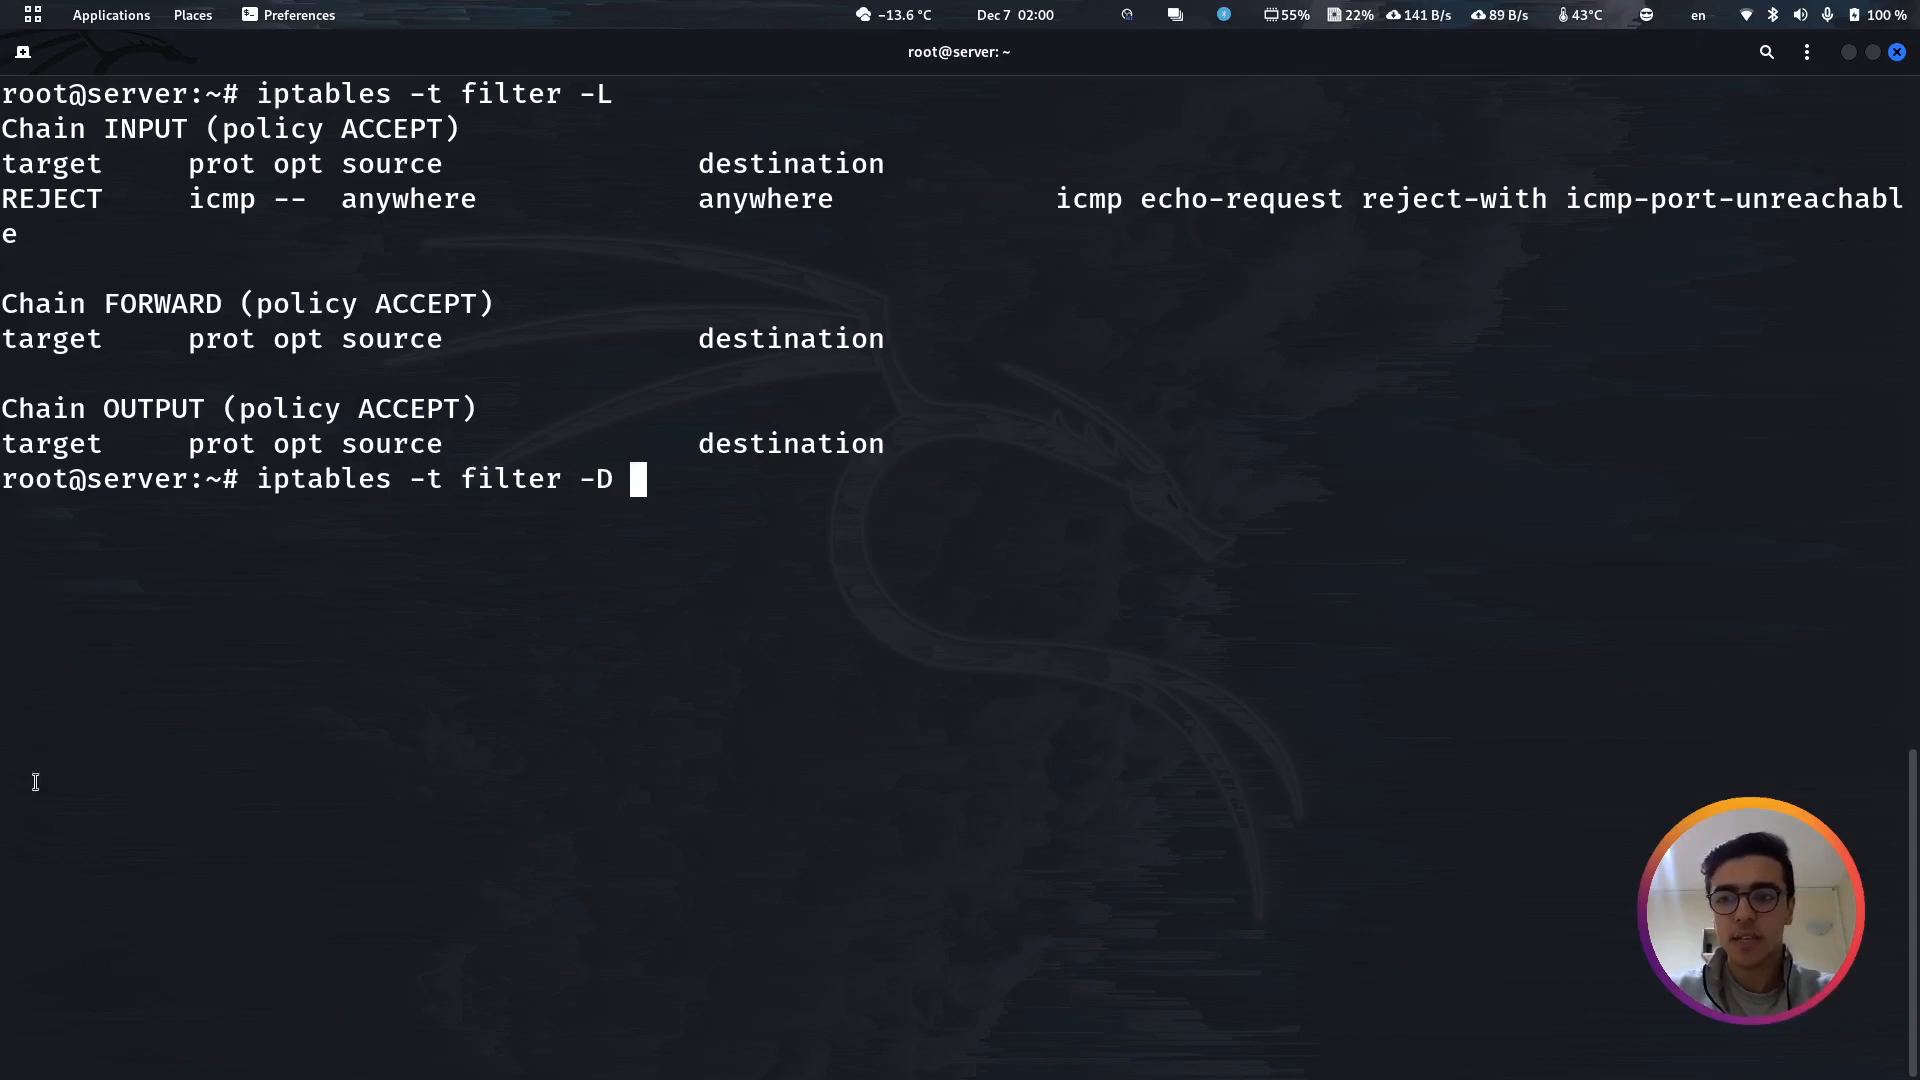 Applications Places Preferences −13.6 °C Dec 7 02:00 55% 22% 141 B/s 89 B/s 43°C en 100 %
root@server: ~
root@server:~# iptables -t filter -L
Chain INPUT (policy ACCEPT)
target     prot opt source               destination
REJECT     icmp --  anywhere             anywhere             icmp echo-request reject-with icmp-port-unreachabl
e
Chain FORWARD (policy ACCEPT)
target     prot opt source               destination
Chain OUTPUT (policy ACCEPT)
target     prot opt source               destination
root@server:~# iptables -t filter -D